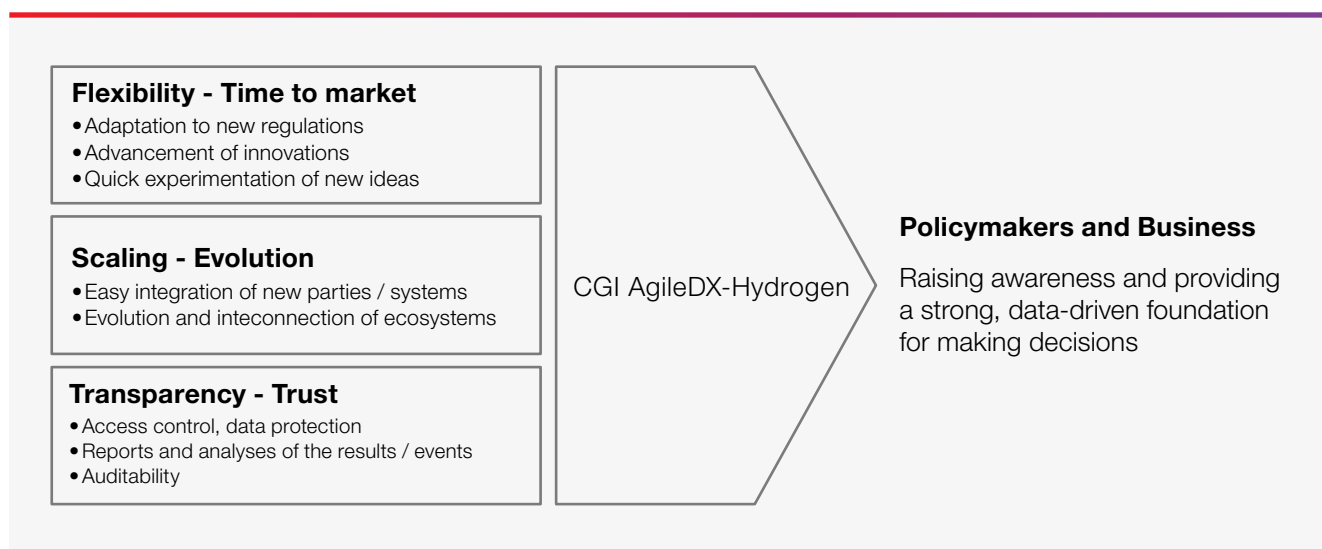 Flexibility - Time to market
•Adaptation to new regulations
•Advancement of innovations
•Quick experimentation of new ideas
Scaling - Evolution
•Easy integration of new parties / systems
•Evolution and inteconnection of ecosystems
Transparency - Trust
•Access control, data protection
•Reports and analyses of the results / events
•Auditability
CGI AgileDX-Hydrogen
Policymakers and Business
Raising awareness and providing
a strong, data-driven foundation
for making decisions